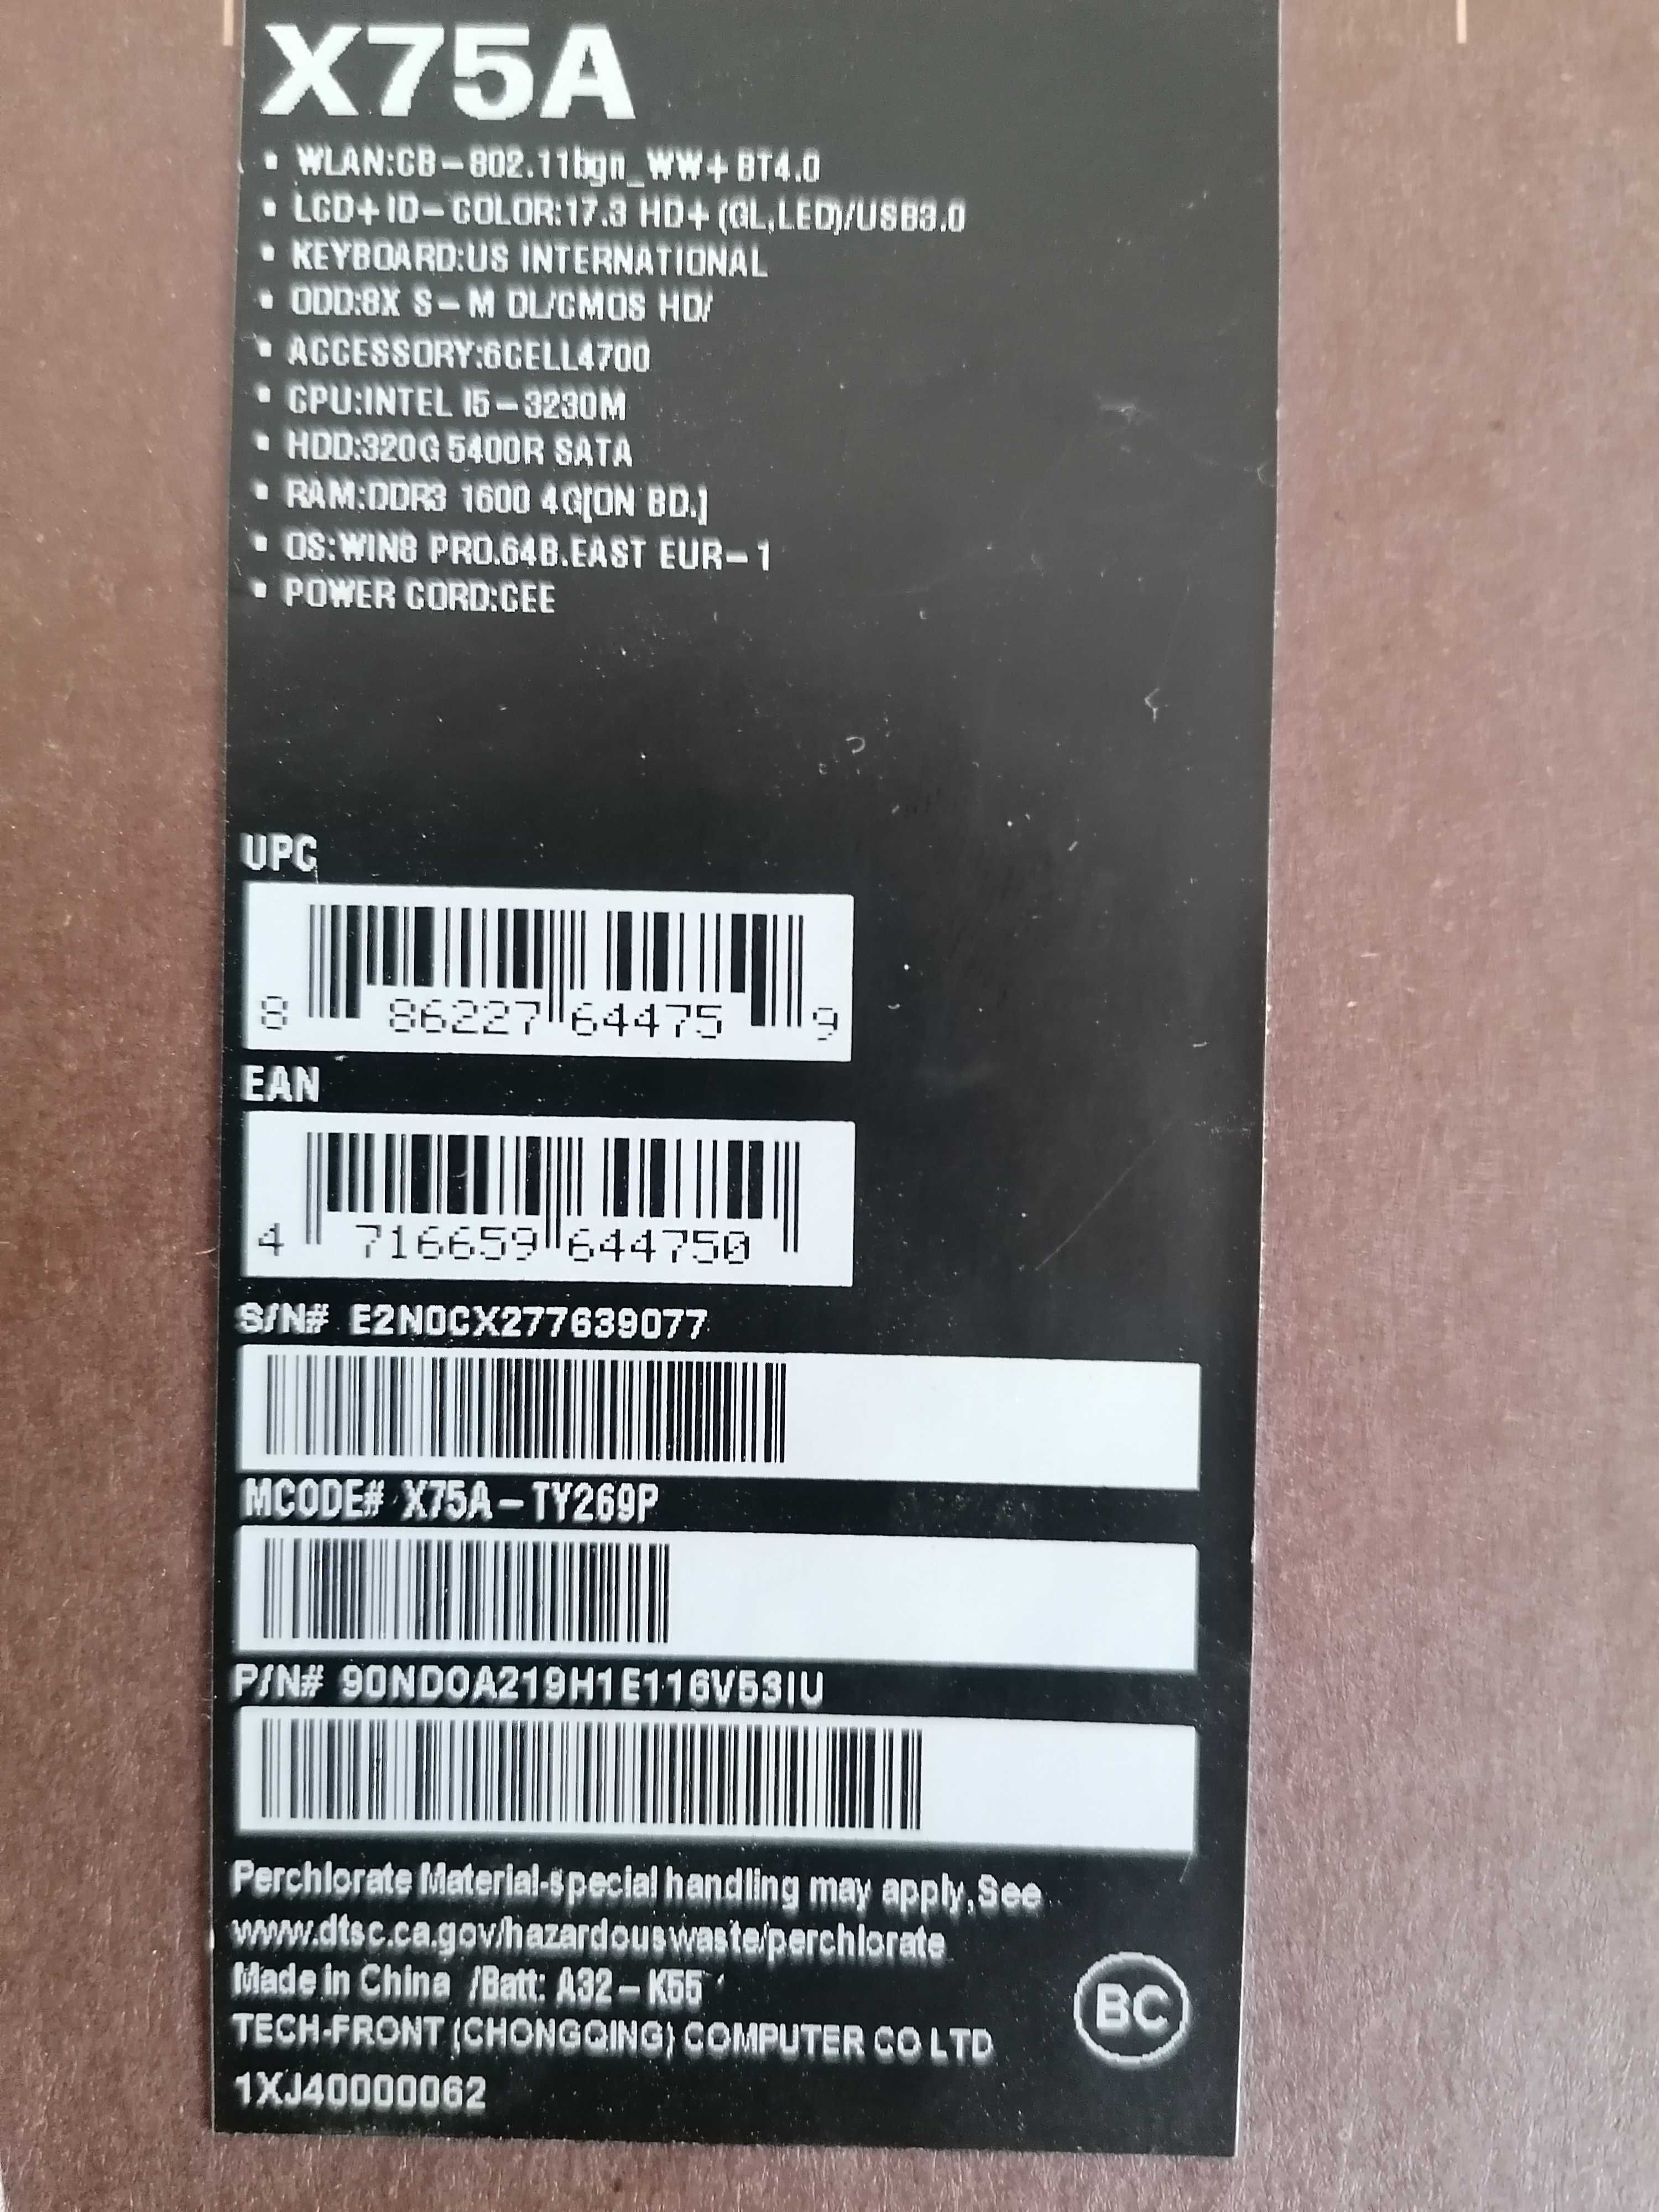 X75A
▪ WLAN:CB-802.11bgn_WW+BT4.0
▪ LCD+ID-COLOR:17.3 HD+(GL,LED)/USB3.0
▪ KEYBOARD:US INTERNATIONAL
▪ ODD:8X S-M DL/CMOS HD/
▪ ACCESSORY:6CELL4700
▪ CPU:INTEL I5-3230M
▪ HDD:320G 5400R SATA
▪ RAM:DDR3 1600 4G[ON BD.]
▪ OS:WIN8 PRO.64B.EAST EUR-1
▪ POWER CORD:CEE
UPC
8 86227 64475 9
EAN
4 716659 644750
S/N# E2N0CX277639077
MCODE# X75A-TY269P
P/N# 90ND0A219H1E116V53IU
Perchlorate Material-special handling may apply,See
www.dtsc.ca.gov/hazardouswaste/perchlorate
Made in China /Batt: A32-K55
BC
TECH-FRONT (CHONGQING) COMPUTER CO LTD
1XJ40000062